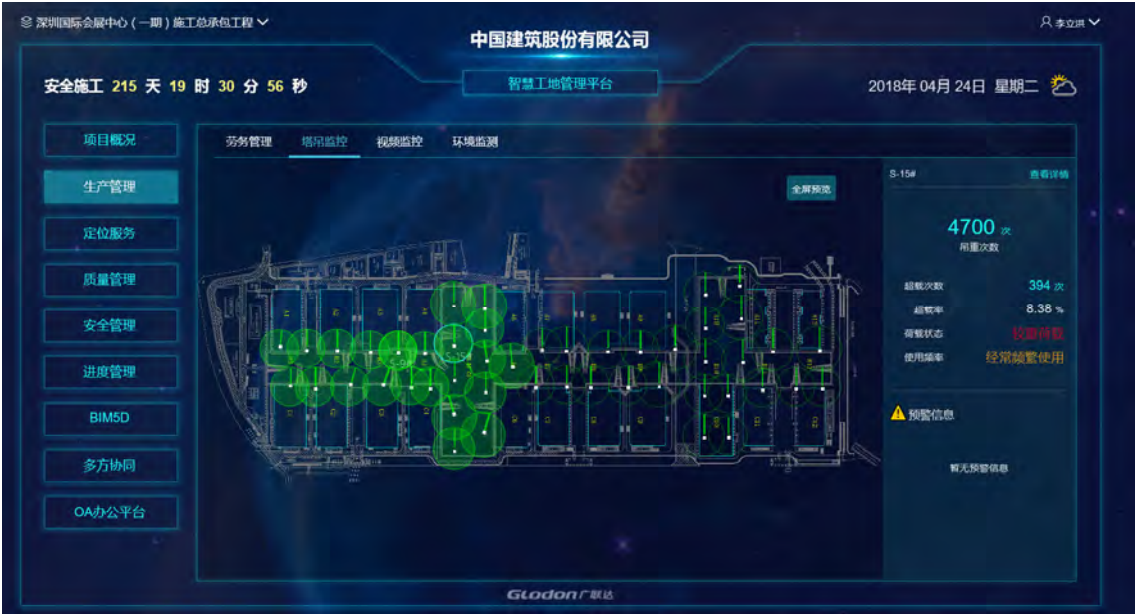 深圳国际会展中心（一期）施工总承包工程
李立洪
中国建筑股份有限公司
智慧工地管理平台
安全施工 215 天 19 时 30 分 56 秒
2018年 04月 24日 星期二
项目概况
生产管理
定位服务
质量管理
安全管理
进度管理
BIM5D
多方协同
OA办公平台
劳务管理 塔吊监控 视频监控 环境监测
全屏预览
S-15#
查看详情
4700 次
吊重次数
超载次数 394 次
超载率 8.38 %
荷载状态
使用频率 经常频繁使用
预警信息
暂无预警信息
S-15#
Glodon广联达